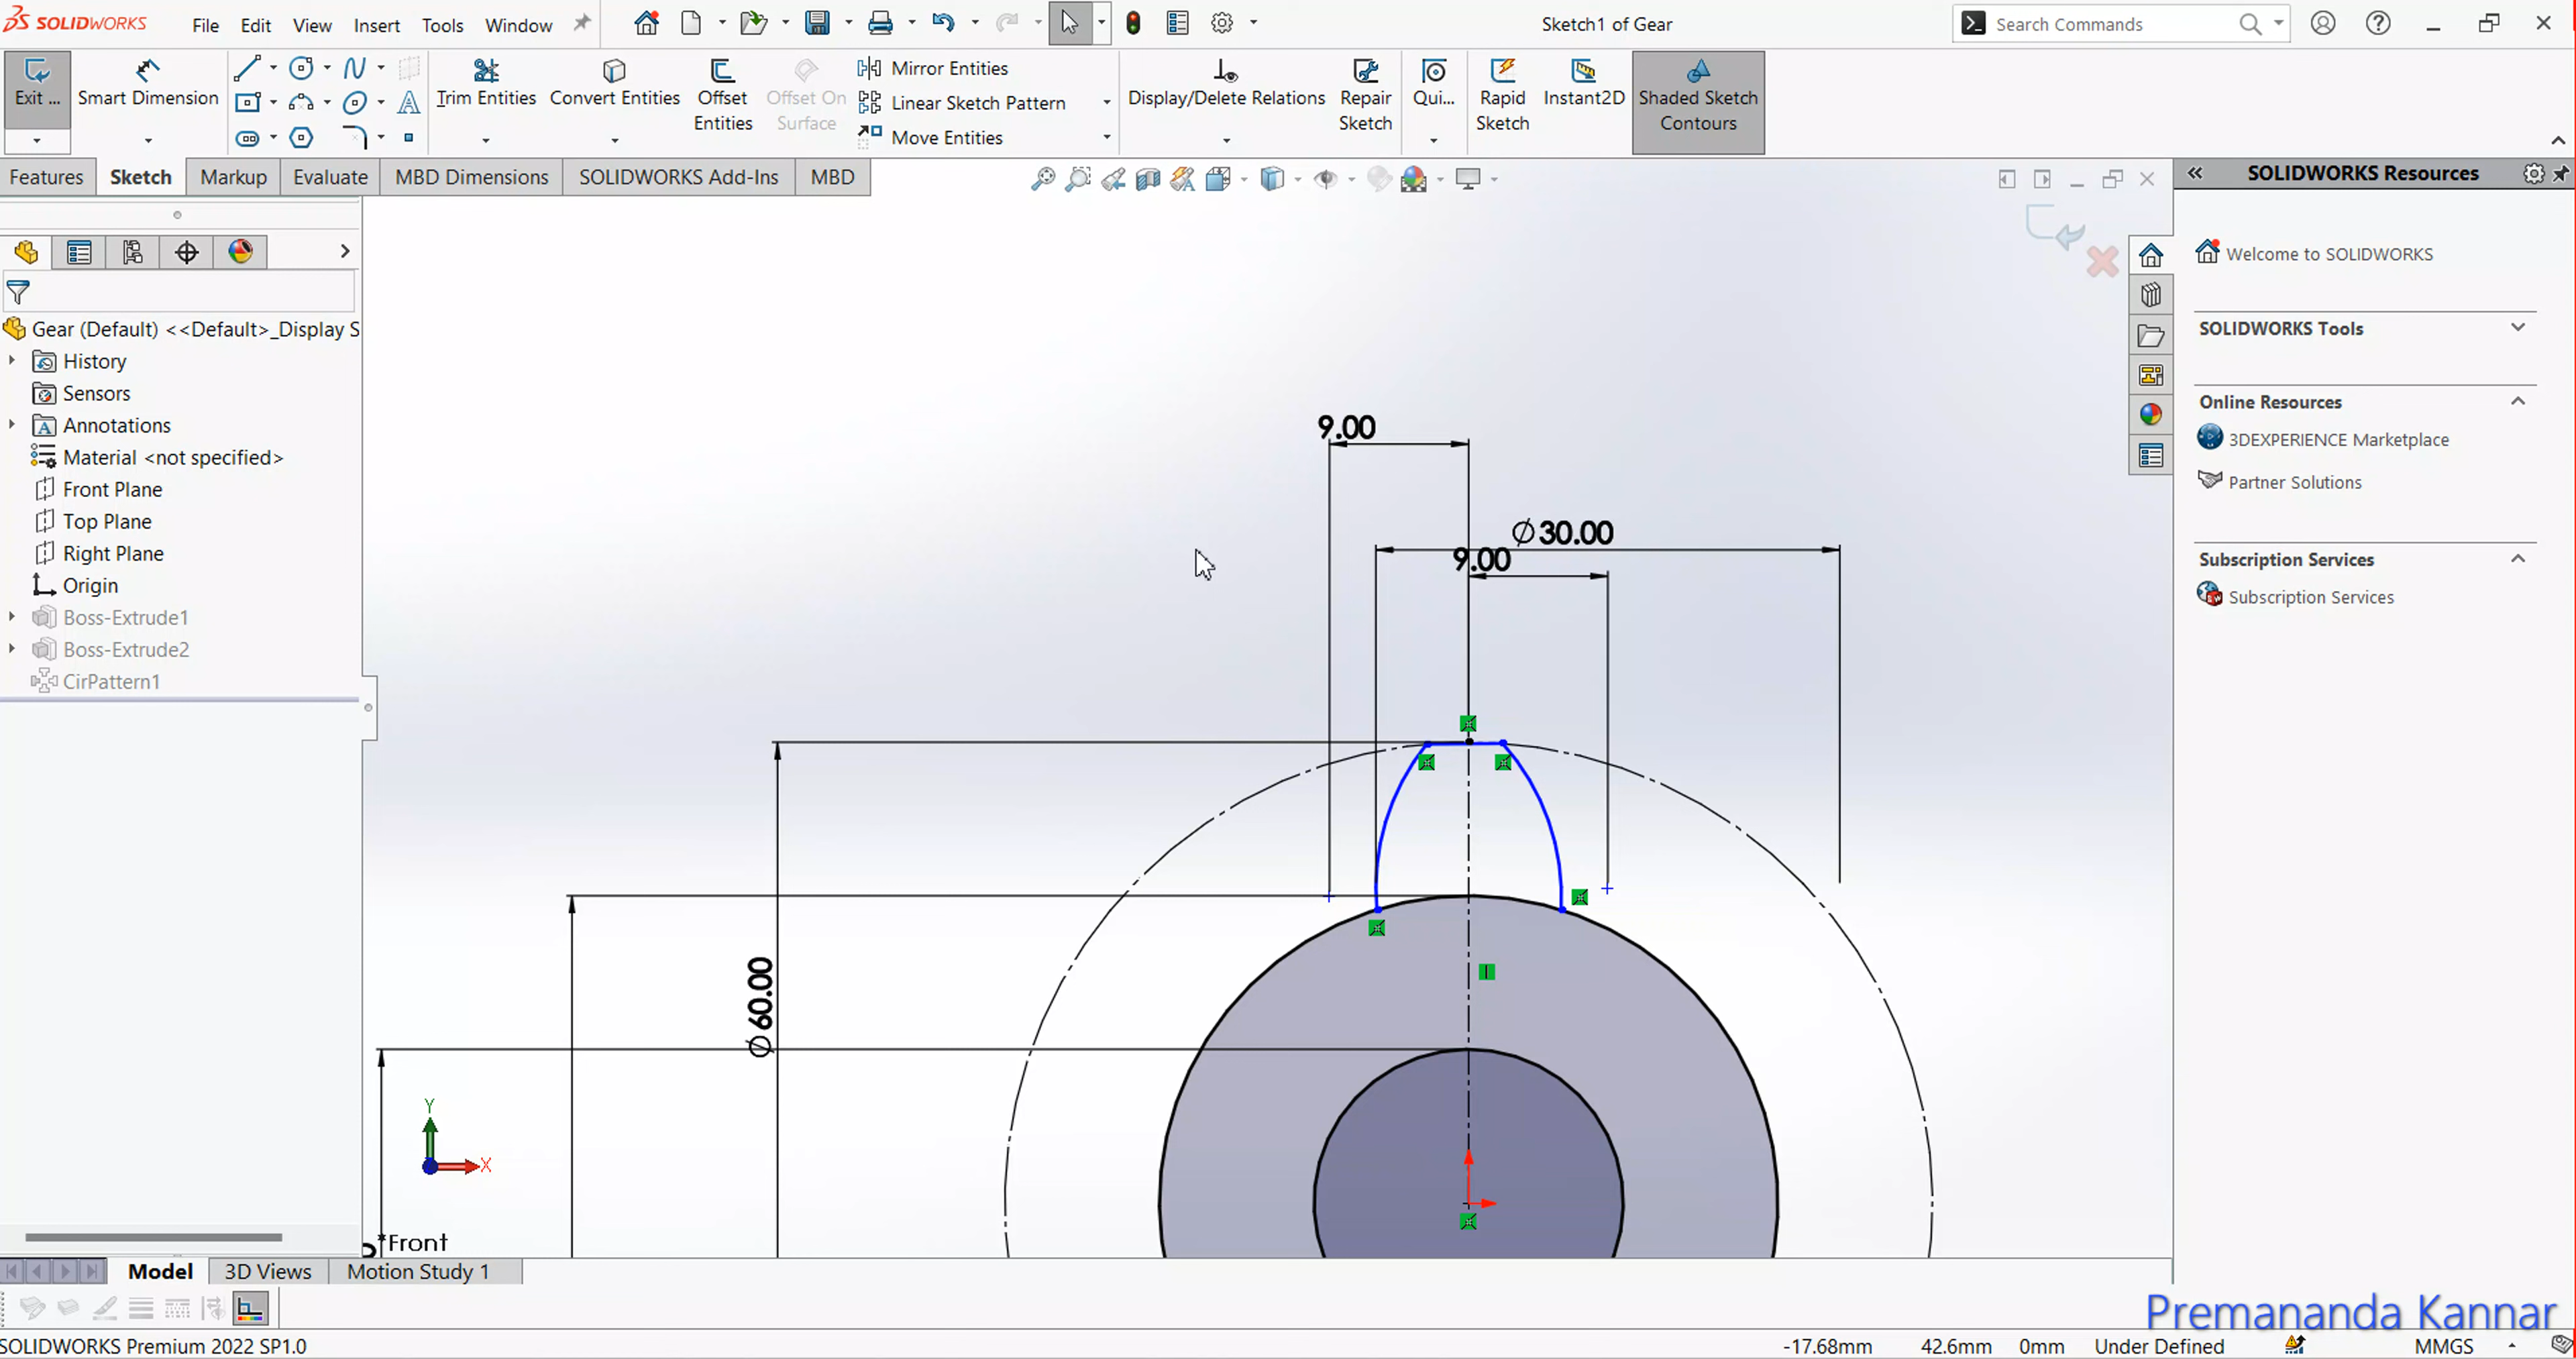 SOLIDWORKS File Edit View Insert Tools Window Sketch1 of Gear Search Commands
Exit ... Smart Dimension Trim Entities Convert Entities Offset Entities Offset On Surface Mirror Entities Display/Delete Relations Repair Sketch Qui... Rapid Sketch Instant2D Shaded Sketch Contours
Linear Sketch Pattern
Move Entities
Features Sketch Markup Evaluate MBD Dimensions SOLIDWORKS Add-Ins MBD
SOLIDWORKS Resources
Welcome to SOLIDWORKS
SOLIDWORKS Tools
Online Resources
3DEXPERIENCE Marketplace
Partner Solutions
Subscription Services
Subscription Services
Gear (Default) <<Default>_Display S
History
Sensors
Annotations
Material <not specified>
Front Plane
Top Plane
Right Plane
Origin
Boss-Extrude1
Boss-Extrude2
CirPattern1
9.00
Ø30.00
9.00
Ø60.00
Y
X
*Front
Model 3D Views Motion Study 1
Premananda Kannar
SOLIDWORKS Premium 2022 SP1.0 -17.68mm 42.6mm 0mm Under Defined MMGS